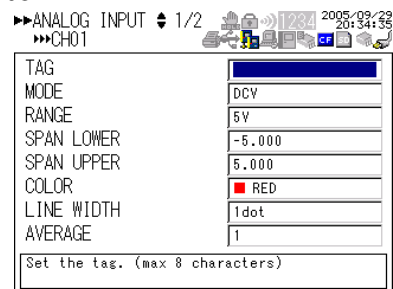 ▶▶ANALOG INPUT ♦ 1/2 1234 2005/09/29
▶▶▶CH01 20:34:35
CF SD
TAG
MODE DCV
RANGE 5V
SPAN LOWER -5.000
SPAN UPPER 5.000
COLOR RED
LINE WIDTH 1dot
AVERAGE 1
Set the tag. (max 8 characters)